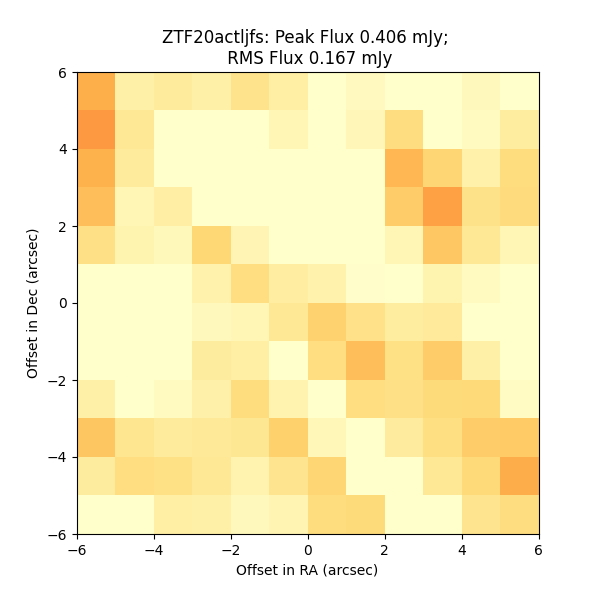 ZTF20actljfs: Peak Flux 0.406 mJy;
RMS Flux 0.167 mJy
6
4
2
0
−2
−4
−6
Offset in Dec (arcsec)
−6 −4 −2 0 2 4 6
Offset in RA (arcsec)